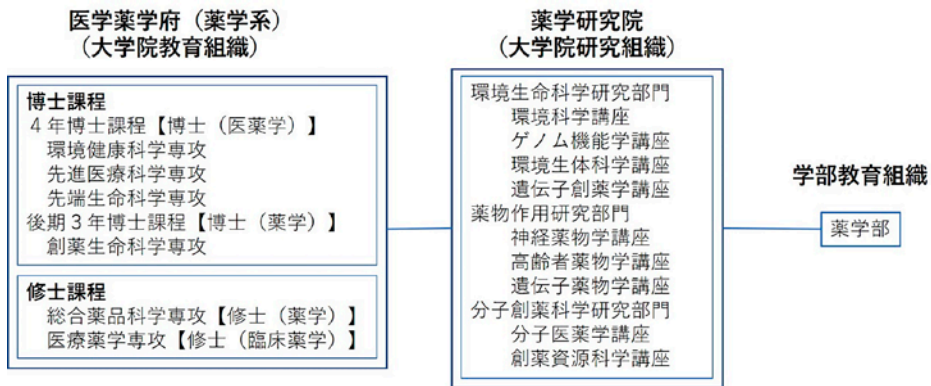 医学薬学府（薬学系）
（大学院教育組織）
博士課程
４年博士課程【博士（医薬学）】
環境健康科学専攻
先進医療科学専攻
先端生命科学専攻
後期３年博士課程【博士（薬学）】
創薬生命科学専攻
修士課程
総合薬品科学専攻【修士（薬学）】
医療薬学専攻【修士（臨床薬学）】
薬学研究院
（大学院研究組織）
環境生命科学研究部門
環境科学講座
ゲノム機能学講座
環境生体科学講座
遺伝子創薬学講座
薬物作用研究部門
神経薬物学講座
高齢者薬物学講座
遺伝子薬物学講座
分子創薬科学研究部門
分子医薬学講座
創薬資源科学講座
学部教育組織
薬学部